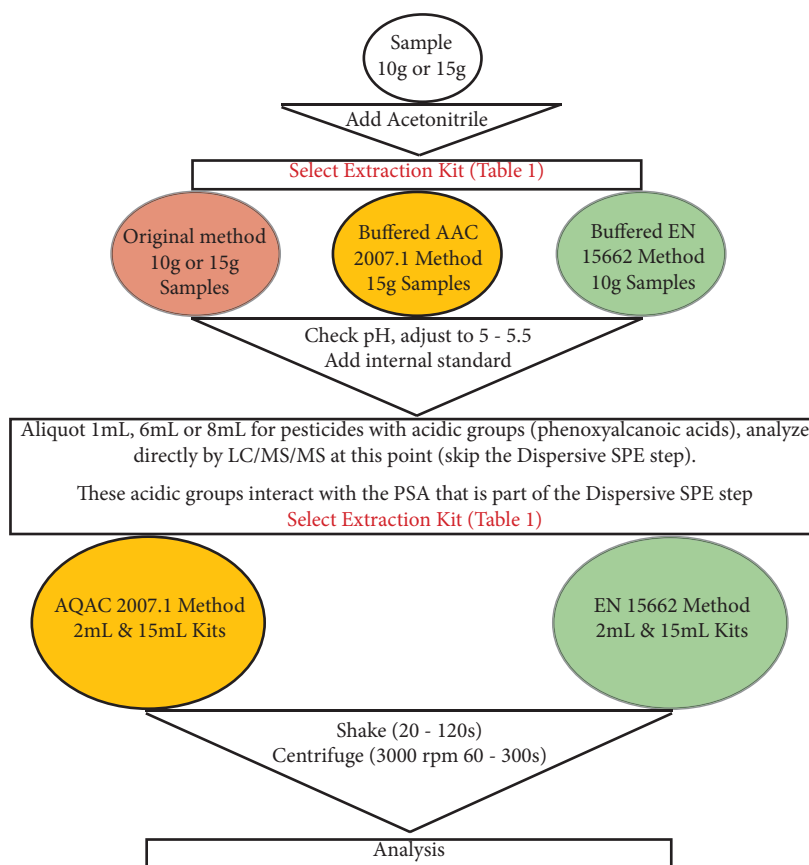 Sample
10g or 15g
Add Acetonitrile
Select Extraction Kit (Table 1)
Original method
10g or 15g
Samples
Buffered AAC
2007.1 Method
15g Samples
Buffered EN
15662 Method
10g Samples
Check pH, adjust to 5 - 5.5
Add internal standard
Aliquot 1mL, 6mL or 8mL for pesticides with acidic groups (phenoxyalcanoic acids), analyze
directly by LC/MS/MS at this point (skip the Dispersive SPE step).
These acidic groups interact with the PSA that is part of the Dispersive SPE step
Select Extraction Kit (Table 1)
AQAC 2007.1 Method
2mL & 15mL Kits
EN 15662 Method
2mL & 15mL Kits
Shake (20 - 120s)
Centrifuge (3000 rpm 60 - 300s)
Analysis